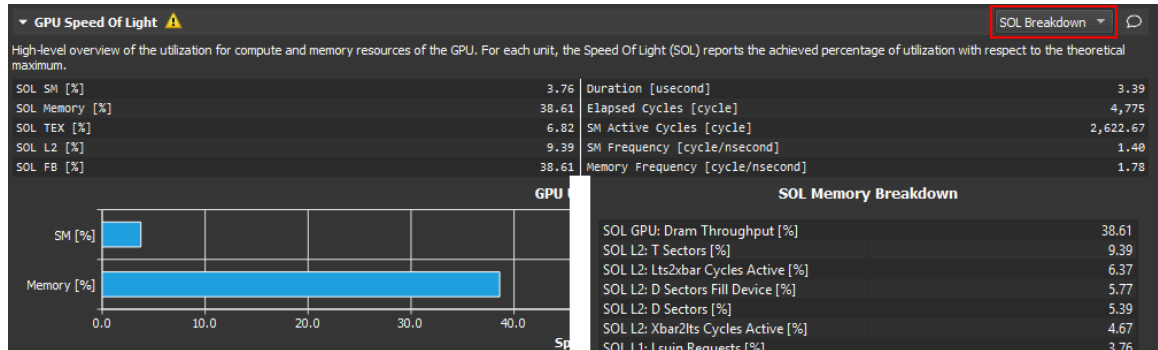 GPU Speed Of Light
SOL Breakdown
High-level overview of the utilization for compute and memory resources of the GPU. For each unit, the Speed Of Light (SOL) reports the achieved percentage of utilization with respect to the theoretical
maximum.
SOL SM [%] 3.76 Duration [usecond] 3.39
SOL Memory [%] 38.61 Elapsed Cycles [cycle] 4,775
SOL TEX [%] 6.82 SM Active Cycles [cycle] 2,622.67
SOL L2 [%] 9.39 SM Frequency [cycle/nsecond] 1.40
SOL FB [%] 38.61 Memory Frequency [cycle/nsecond] 1.78
GPU
SM [%]
Memory [%]
0.0 10.0 20.0 30.0 40.0
Sp
SOL Memory Breakdown
SOL GPU: Dram Throughput [%] 38.61
SOL L2: T Sectors [%] 9.39
SOL L2: Lts2xbar Cycles Active [%] 6.37
SOL L2: D Sectors Fill Device [%] 5.77
SOL L2: D Sectors [%] 5.39
SOL L2: Xbar2lts Cycles Active [%] 4.67
SOL L1: Lsuin Requests [%] 3.76